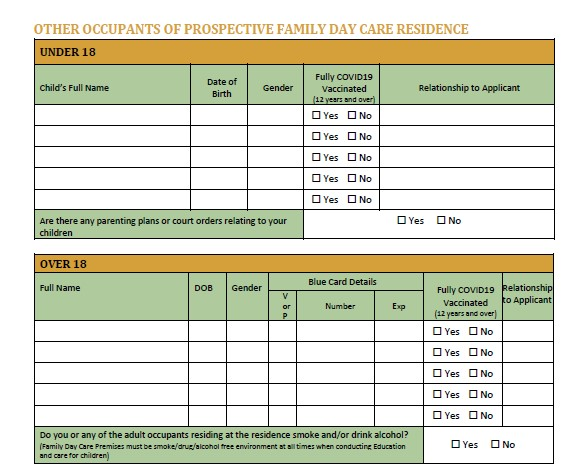 OTHER OCCUPANTS OF PROSPECTIVE FAMILY DAY CARE RESIDENCE
UNDER 18
Child's Full Name
Date of
Birth
Gender
Fully COVID19
Vaccinated
(12 years and over)
Relationship to Applicant
☐ Yes ☐ No
☐ Yes ☐ No
☐ Yes ☐ No
☐ Yes ☐ No
☐ Yes ☐ No
Are there any parenting plans or court orders relating to your
children
☐ Yes ☐ No
OVER 18
Full Name
DOB
Gender
Blue Card Details
V
or
P
Number
Exp
Fully COVID19
Vaccinated
(12 years and over)
Relationship
to Applicant
☐ Yes ☐ No
☐ Yes ☐ No
☐ Yes ☐ No
☐ Yes ☐ No
☐ Yes ☐ No
Do you or any of the adult occupants residing at the residence smoke and/or drink alcohol?
(Family Day Care Premises must be smoke/drug/alcohol free environment at all times when conducting Education
and care for children)
☐ Yes ☐ No